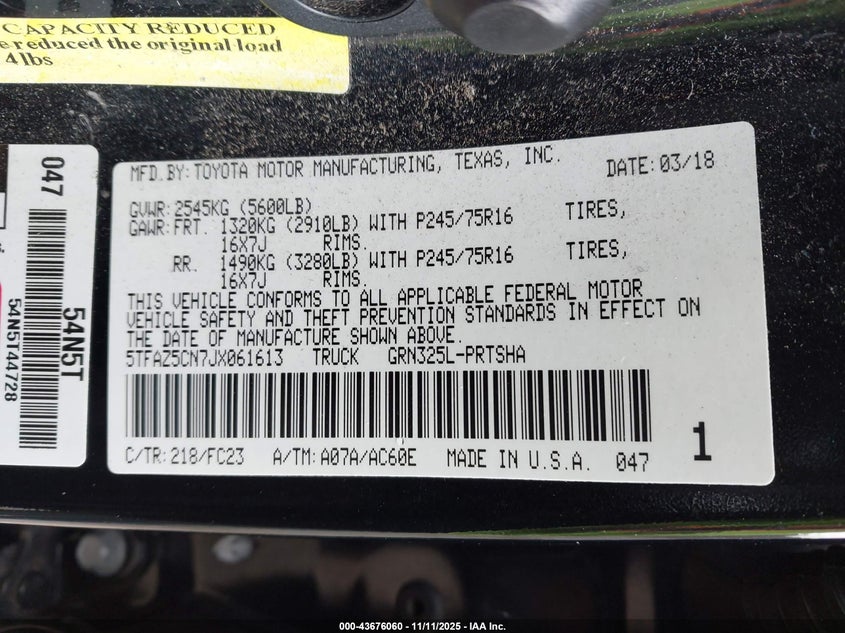 CAPACITY REDUCED
e reduced the original load
4 lbs
047
54N5T
54N5T44728
MFD.BY:TOYOTA MOTOR MANUFACTURING, TEXAS, INC. DATE:03/18
GVWR:2545KG (5600LB)
GAWR:FRT. 1320KG (2910LB) WITH P245/75R16 TIRES,
16X7J RIMS.
RR. 1490KG (3280LB) WITH P245/75R16 TIRES,
16X7J RIMS.
THIS VEHICLE CONFORMS TO ALL APPLICABLE FEDERAL MOTOR
VEHICLE SAFETY AND THEFT PREVENTION STANDARDS IN EFFECT ON
THE DATE OF MANUFACTURE SHOWN ABOVE.
5TFAZ5CN7JX061613 TRUCK GRN325L-PRTSHA
C/TR:218/FC23 A/TM:A07A/AC60E MADE IN U.S.A. 047
1
000-43676060 - 11/11/2025 - IAA Inc.